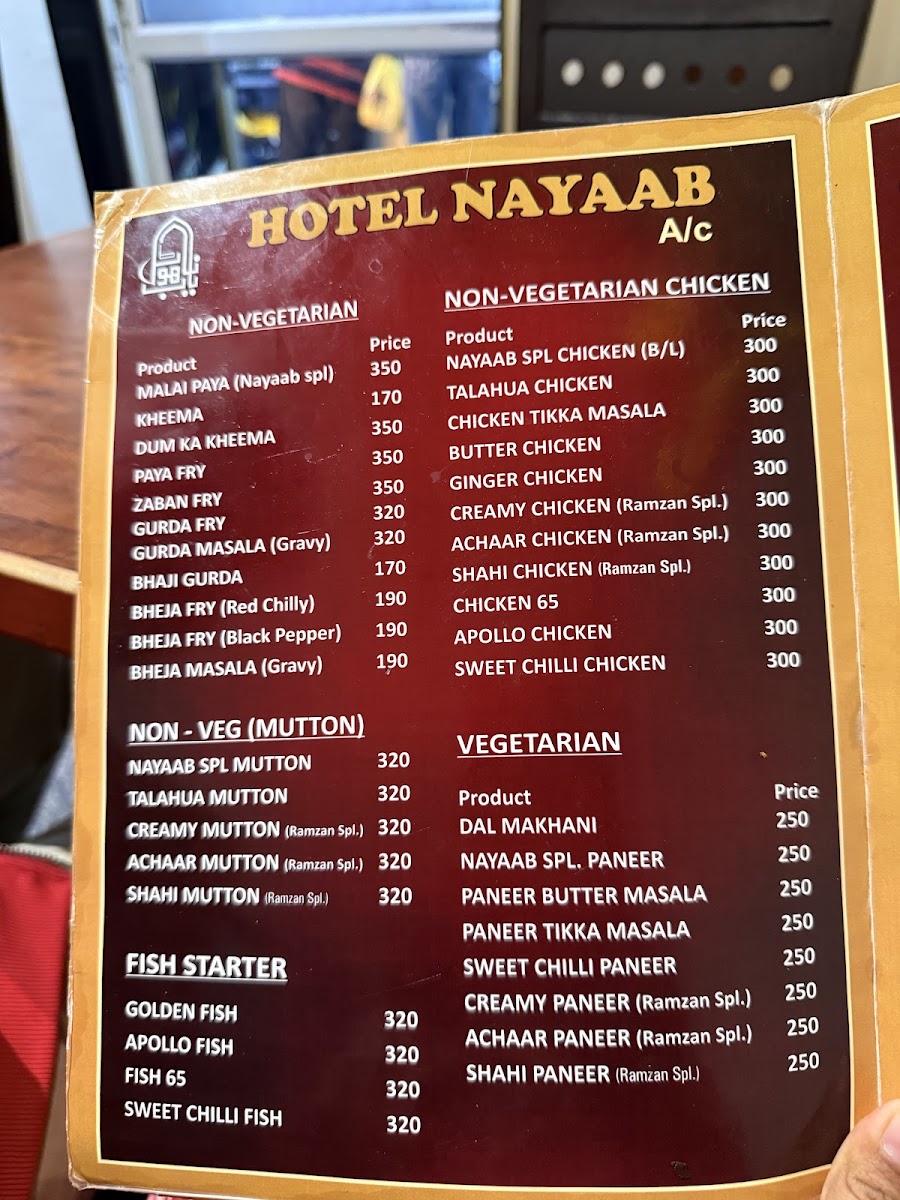 HOTEL NAYAAB
A/c
NON-VEGETARIAN
Product Price
MALAI PAYA (Nayaab spl) 350
KHEEMA 170
DUM KA KHEEMA 350
PAYA FRY 350
ZABAN FRY 350
GURDA FRY 320
GURDA MASALA (Gravy) 320
BHAJI GURDA 170
BHEJA FRY (Red Chilly) 190
BHEJA FRY (Black Pepper) 190
BHEJA MASALA (Gravy) 190
NON - VEG (MUTTON)
NAYAAB SPL MUTTON 320
TALAHUA MUTTON 320
CREAMY MUTTON (Ramzan Spl.) 320
ACHAAR MUTTON (Ramzan Spl.) 320
SHAHI MUTTON (Ramzan Spl.) 320
FISH STARTER
GOLDEN FISH 320
APOLLO FISH 320
FISH 65 320
SWEET CHILLI FISH 320
NON-VEGETARIAN CHICKEN
Product Price
NAYAAB SPL CHICKEN (B/L) 300
TALAHUA CHICKEN 300
CHICKEN TIKKA MASALA 300
BUTTER CHICKEN 300
GINGER CHICKEN 300
CREAMY CHICKEN (Ramzan Spl.) 300
ACHAAR CHICKEN (Ramzan Spl.) 300
SHAHI CHICKEN (Ramzan Spl.) 300
CHICKEN 65 300
APOLLO CHICKEN 300
SWEET CHILLI CHICKEN 300
VEGETARIAN
Product Price
DAL MAKHANI 250
NAYAAB SPL. PANEER 250
PANEER BUTTER MASALA 250
PANEER TIKKA MASALA 250
SWEET CHILLI PANEER 250
CREAMY PANEER (Ramzan Spl.) 250
ACHAAR PANEER (Ramzan Spl.) 250
SHAHI PANEER (Ramzan Spl.) 250